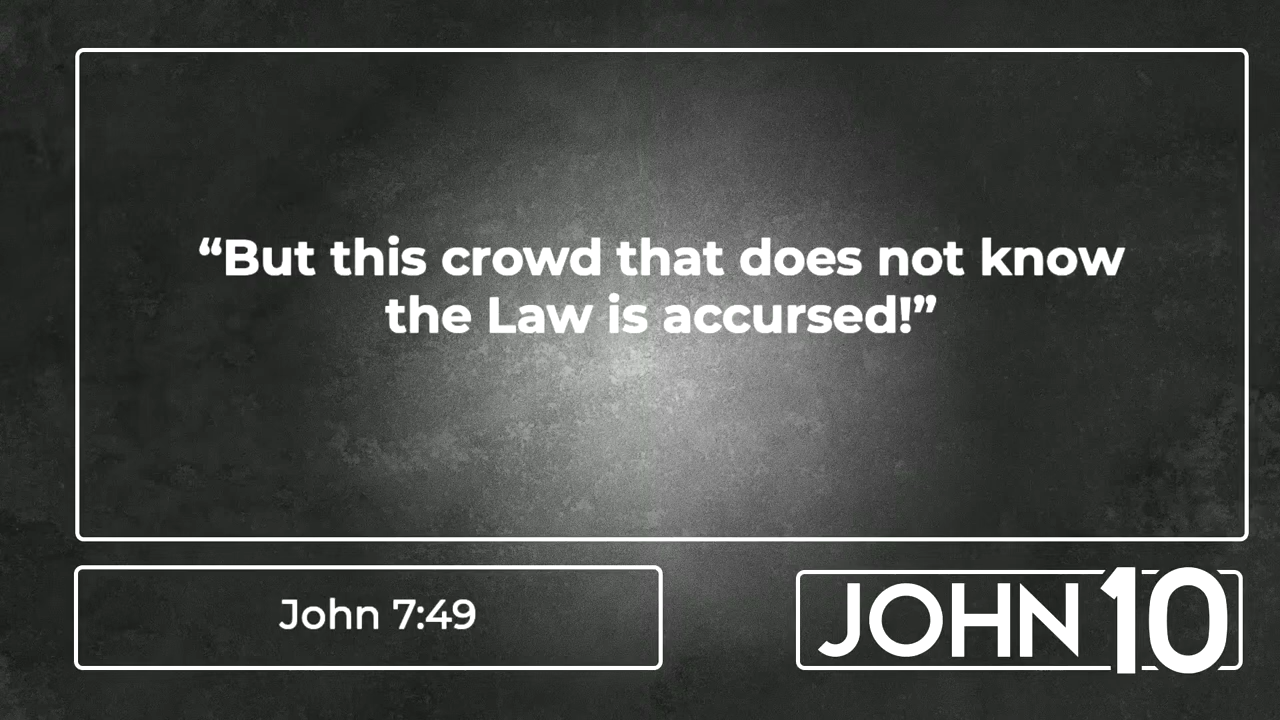 “But this crowd that does not know
the Law is accursed!”
John 7:49
JOHN 10